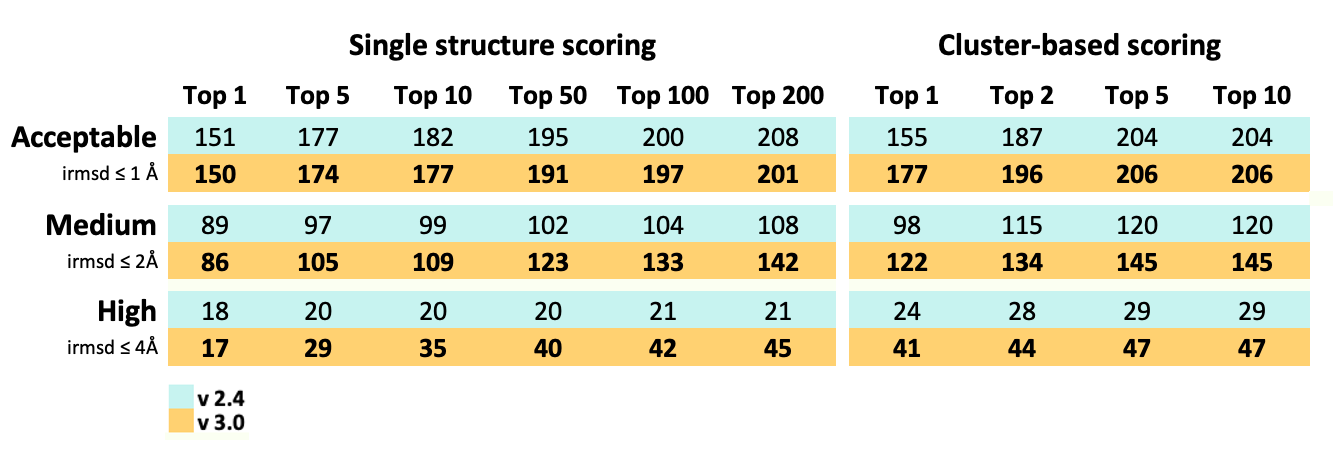 Single structure scoring Cluster-based scoring
Top 1 Top 5 Top 10 Top 50 Top 100 Top 200 Top 1 Top 2 Top 5 Top 10
Acceptable 151 177 182 195 200 208 155 187 204 204
irmsd ≤ 1 Å 150 174 177 191 197 201 177 196 206 206
Medium 89 97 99 102 104 108 98 115 120 120
irmsd ≤ 2Å 86 105 109 123 133 142 122 134 145 145
High 18 20 20 20 21 21 24 28 29 29
irmsd ≤ 4Å 17 29 35 40 42 45 41 44 47 47
v 2.4
v 3.0